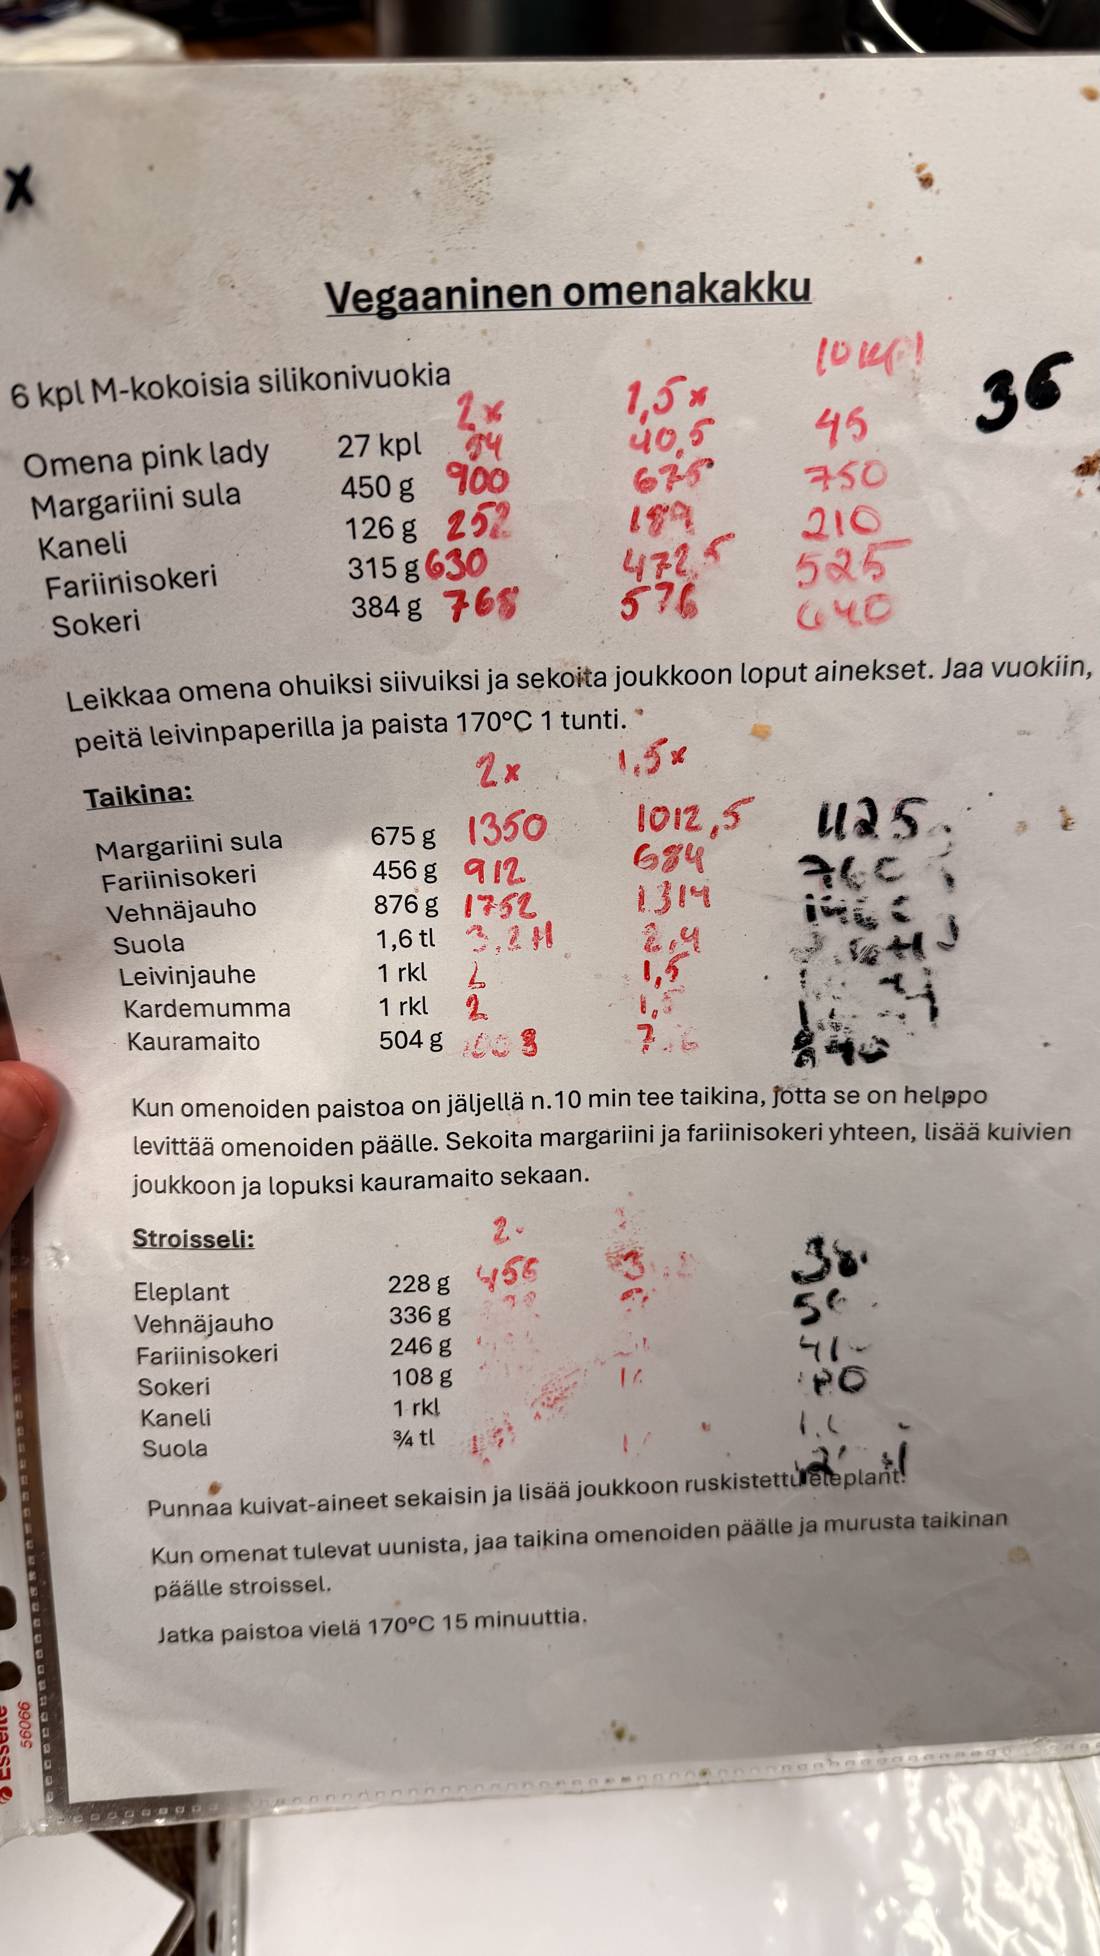 X
Vegaaninen omenakakku
6 kpl M-kokoisia silikonivuokia 2x 1,5x 10 kpl 36
Omena pink lady 27 kpl 54 40,5 45
Margariini sula 450 g 900 675 750
Kaneli 126 g 252 189 210
Fariinisokeri 315 g 630 472,5 525
Sokeri 384 g 768 576 640
Leikkaa omena ohuiksi siivuiksi ja sekoita joukkoon loput ainekset. Jaa vuokiin,
peitä leivinpaperilla ja paista 170°C 1 tunti.
Taikina: 2x 1,5x
Margariini sula 675 g 1350 1012,5 1125
Fariinisokeri 456 g 912 684 760
Vehnäjauho 876 g 1752 1314
Suola 1,6 tl 3,2 tl 2,4
Leivinjauhe 1 rkl 2 1,5
Kardemumma 1 rkl 2 1,5
Kauramaito 504 g 840
Kun omenoiden paistoa on jäljellä n.10 min tee taikina, jotta se on helppo
levittää omenoiden päälle. Sekoita margariini ja fariinisokeri yhteen, lisää kuivien
joukkoon ja lopuksi kauramaito sekaan.
Stroisseli:
Eleplant 228 g 456
Vehnäjauho 336 g
Fariinisokeri 246 g
Sokeri 108 g
Kaneli 1 rkl
Suola ¾ tl
Punnaa kuivat-aineet sekaisin ja lisää joukkoon ruskistettu eleplant!
Kun omenat tulevat uunista, jaa taikina omenoiden päälle ja murusta taikinan
päälle stroissel.
Jatka paistoa vielä 170°C 15 minuuttia.
Esselte
56066